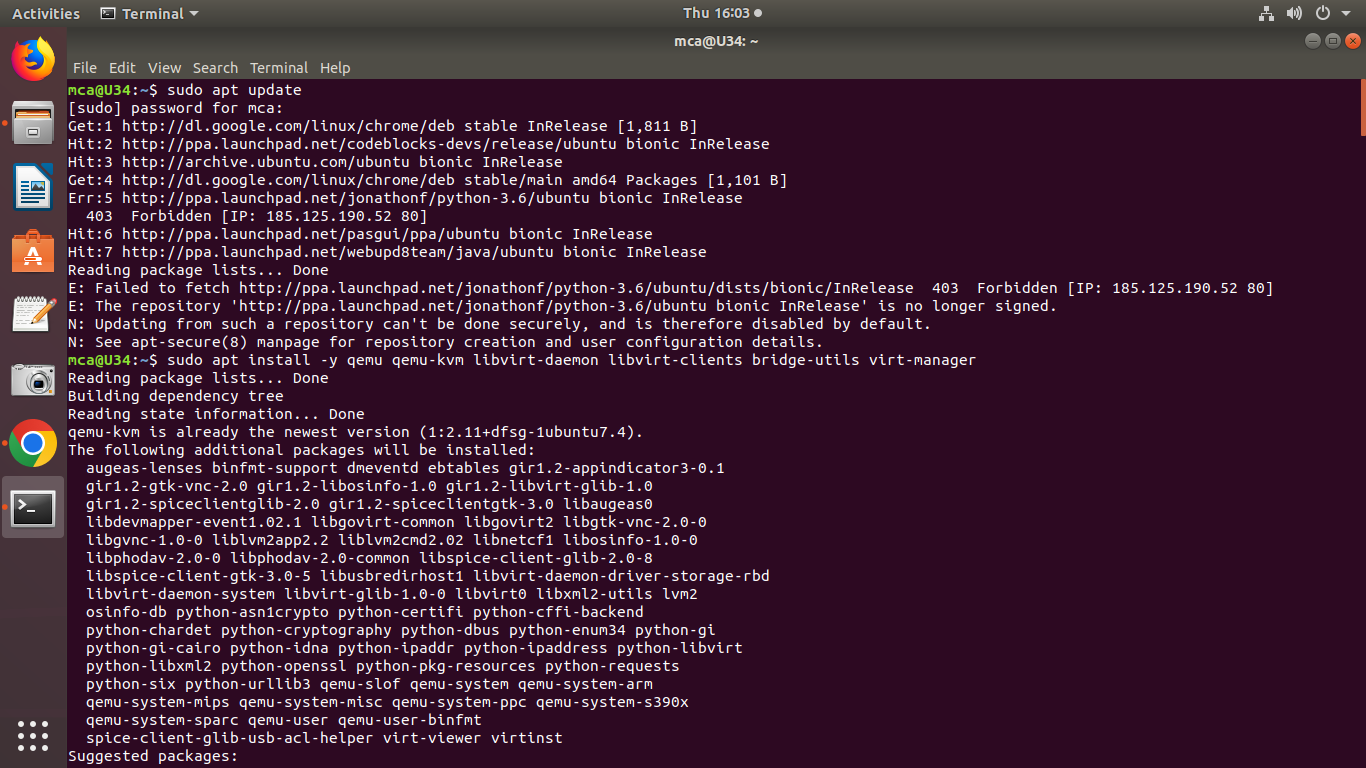 Activities Terminal Thu 16:03
mca@U34: ~
File Edit View Search Terminal Help
mca@U34:~$ sudo apt update
[sudo] password for mca:
Get:1 http://dl.google.com/linux/chrome/deb stable InRelease [1,811 B]
Hit:2 http://ppa.launchpad.net/codeblocks-devs/release/ubuntu bionic InRelease
Hit:3 http://archive.ubuntu.com/ubuntu bionic InRelease
Get:4 http://dl.google.com/linux/chrome/deb stable/main amd64 Packages [1,101 B]
Err:5 http://ppa.launchpad.net/jonathonf/python-3.6/ubuntu bionic InRelease
  403  Forbidden [IP: 185.125.190.52 80]
Hit:6 http://ppa.launchpad.net/pasgui/ppa/ubuntu bionic InRelease
Hit:7 http://ppa.launchpad.net/webupd8team/java/ubuntu bionic InRelease
Reading package lists... Done
E: Failed to fetch http://ppa.launchpad.net/jonathonf/python-3.6/ubuntu/dists/bionic/InRelease  403  Forbidden [IP: 185.125.190.52 80]
E: The repository 'http://ppa.launchpad.net/jonathonf/python-3.6/ubuntu bionic InRelease' is no longer signed.
N: Updating from such a repository can't be done securely, and is therefore disabled by default.
N: See apt-secure(8) manpage for repository creation and user configuration details.
mca@U34:~$ sudo apt install -y qemu qemu-kvm libvirt-daemon libvirt-clients bridge-utils virt-manager
Reading package lists... Done
Building dependency tree
Reading state information... Done
qemu-kvm is already the newest version (1:2.11+dfsg-1ubuntu7.4).
The following additional packages will be installed:
  augeas-lenses binfmt-support dmeventd ebtables gir1.2-appindicator3-0.1
  gir1.2-gtk-vnc-2.0 gir1.2-libosinfo-1.0 gir1.2-libvirt-glib-1.0
  gir1.2-spiceclientglib-2.0 gir1.2-spiceclientgtk-3.0 libaugeas0
  libdevmapper-event1.02.1 libgovirt-common libgovirt2 libgtk-vnc-2.0-0
  libgvnc-1.0-0 liblvm2app2.2 liblvm2cmd2.02 libnetcf1 libosinfo-1.0-0
  libphodav-2.0-0 libphodav-2.0-common libspice-client-glib-2.0-8
  libspice-client-gtk-3.0-5 libusbredirhost1 libvirt-daemon-driver-storage-rbd
  libvirt-daemon-system libvirt-glib-1.0-0 libvirt0 libxml2-utils lvm2
  osinfo-db python-asn1crypto python-certifi python-cffi-backend
  python-chardet python-cryptography python-dbus python-enum34 python-gi
  python-gi-cairo python-idna python-ipaddr python-ipaddress python-libvirt
  python-libxml2 python-openssl python-pkg-resources python-requests
  python-six python-urllib3 qemu-slof qemu-system qemu-system-arm
  qemu-system-mips qemu-system-misc qemu-system-ppc qemu-system-s390x
  qemu-system-sparc qemu-user qemu-user-binfmt
  spice-client-glib-usb-acl-helper virt-viewer virtinst
Suggested packages: